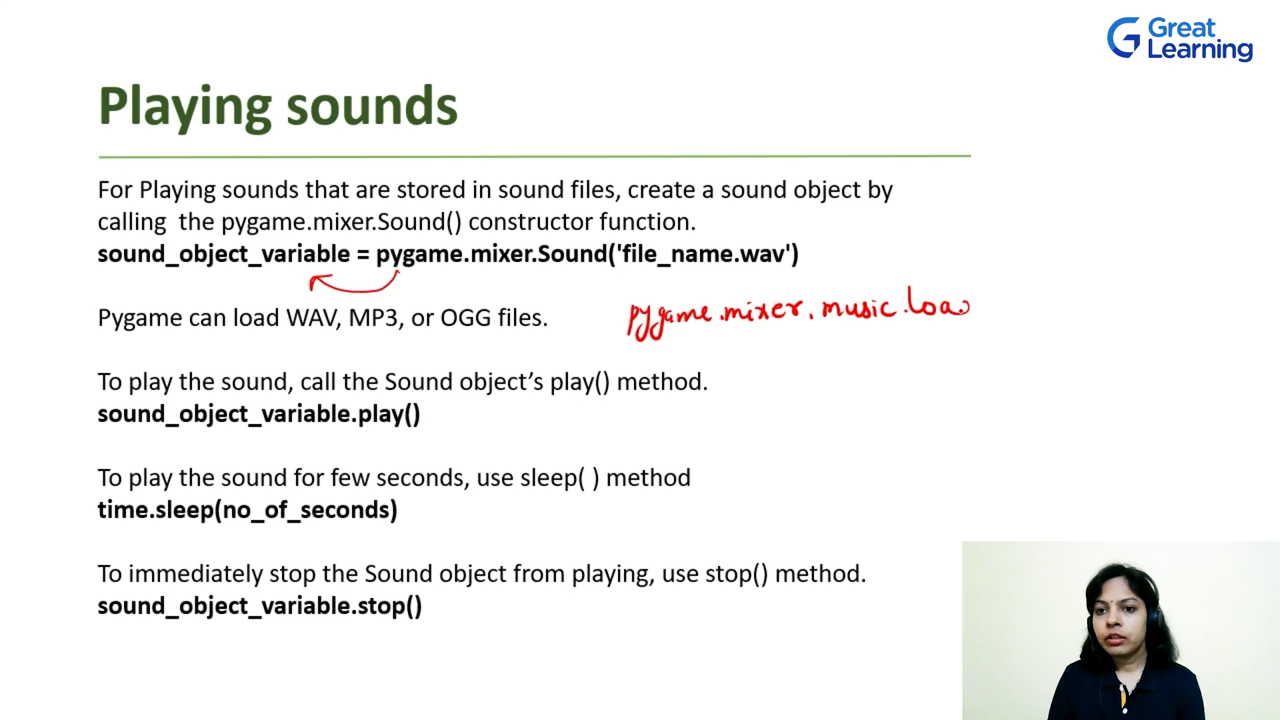 Great
Learning
Playing sounds
For Playing sounds that are stored in sound files, create a sound object by
calling the pygame.mixer.Sound() constructor function.
sound_object_variable = pygame.mixer.Sound('file_name.wav')
Pygame can load WAV, MP3, or OGG files.
pygame.mixer.music.loa
To play the sound, call the Sound object’s play() method.
sound_object_variable.play()
To play the sound for few seconds, use sleep( ) method
time.sleep(no_of_seconds)
To immediately stop the Sound object from playing, use stop() method.
sound_object_variable.stop()